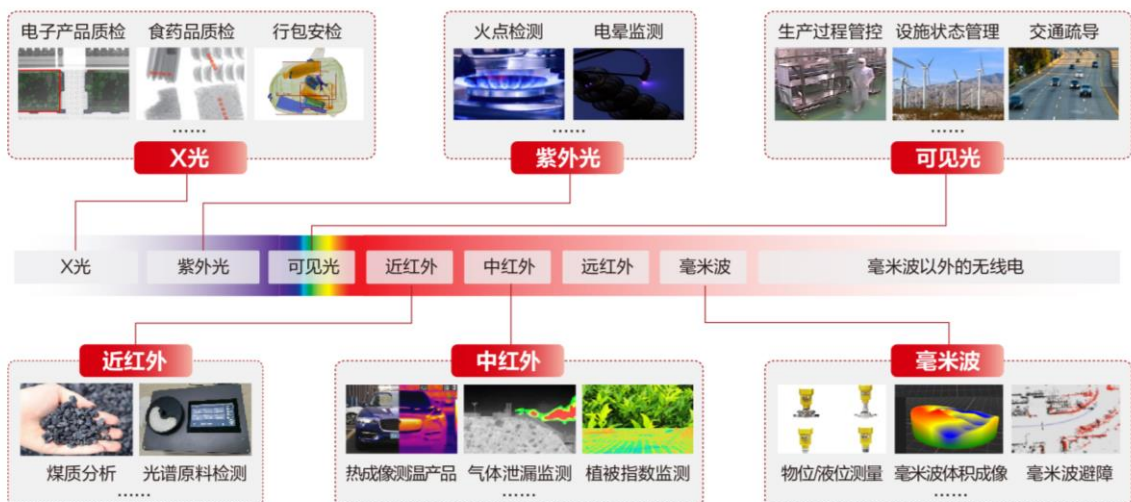 电子产品质检 食药品质检 行包安检
......
X光
火点检测 电晕监测
......
紫外光
生产过程管控 设施状态管理 交通疏导
......
可见光
X光 紫外光 可见光 近红外 中红外 远红外 毫米波 毫米波以外的无线电
近红外
煤质分析 光谱原料检测
......
中红外
热成像测温产品 气体泄漏监测 植被指数监测
......
毫米波
物位/液位测量 毫米波体积成像 毫米波避障
......